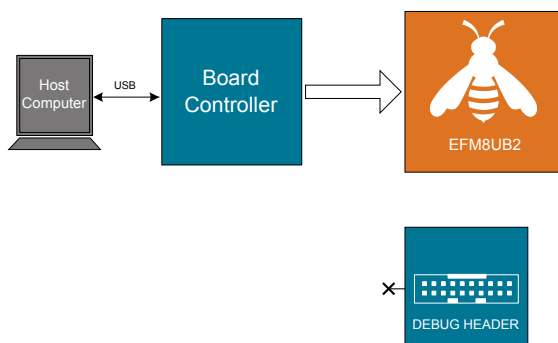 Host
Computer
USB
Board
Controller
EFM8UB2
DEBUG HEADER